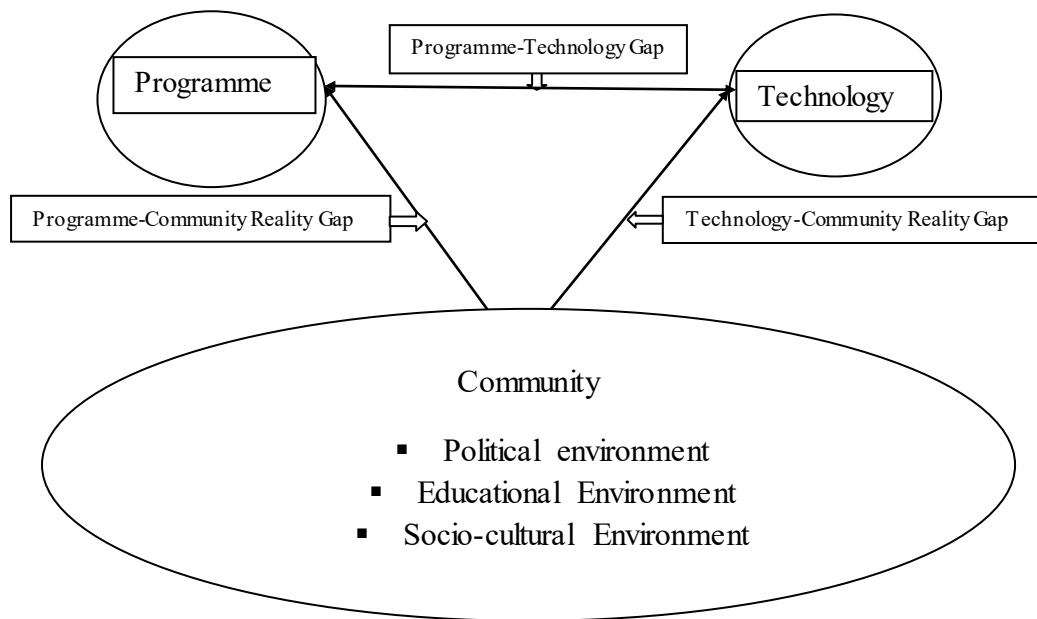 Programme-Technology Gap
Programme
Technology
Programme-Community Reality Gap
Technology-Community Reality Gap
Community
▪ Political environment
▪ Educational Environment
▪ Socio-cultural Environment